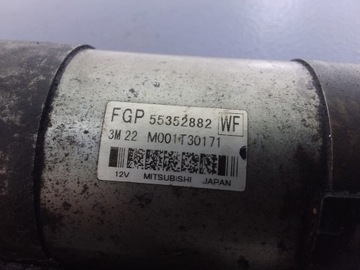 FGP 55352882 WF
3M 22 M001T30171
12V MITSUBISHI JAPAN